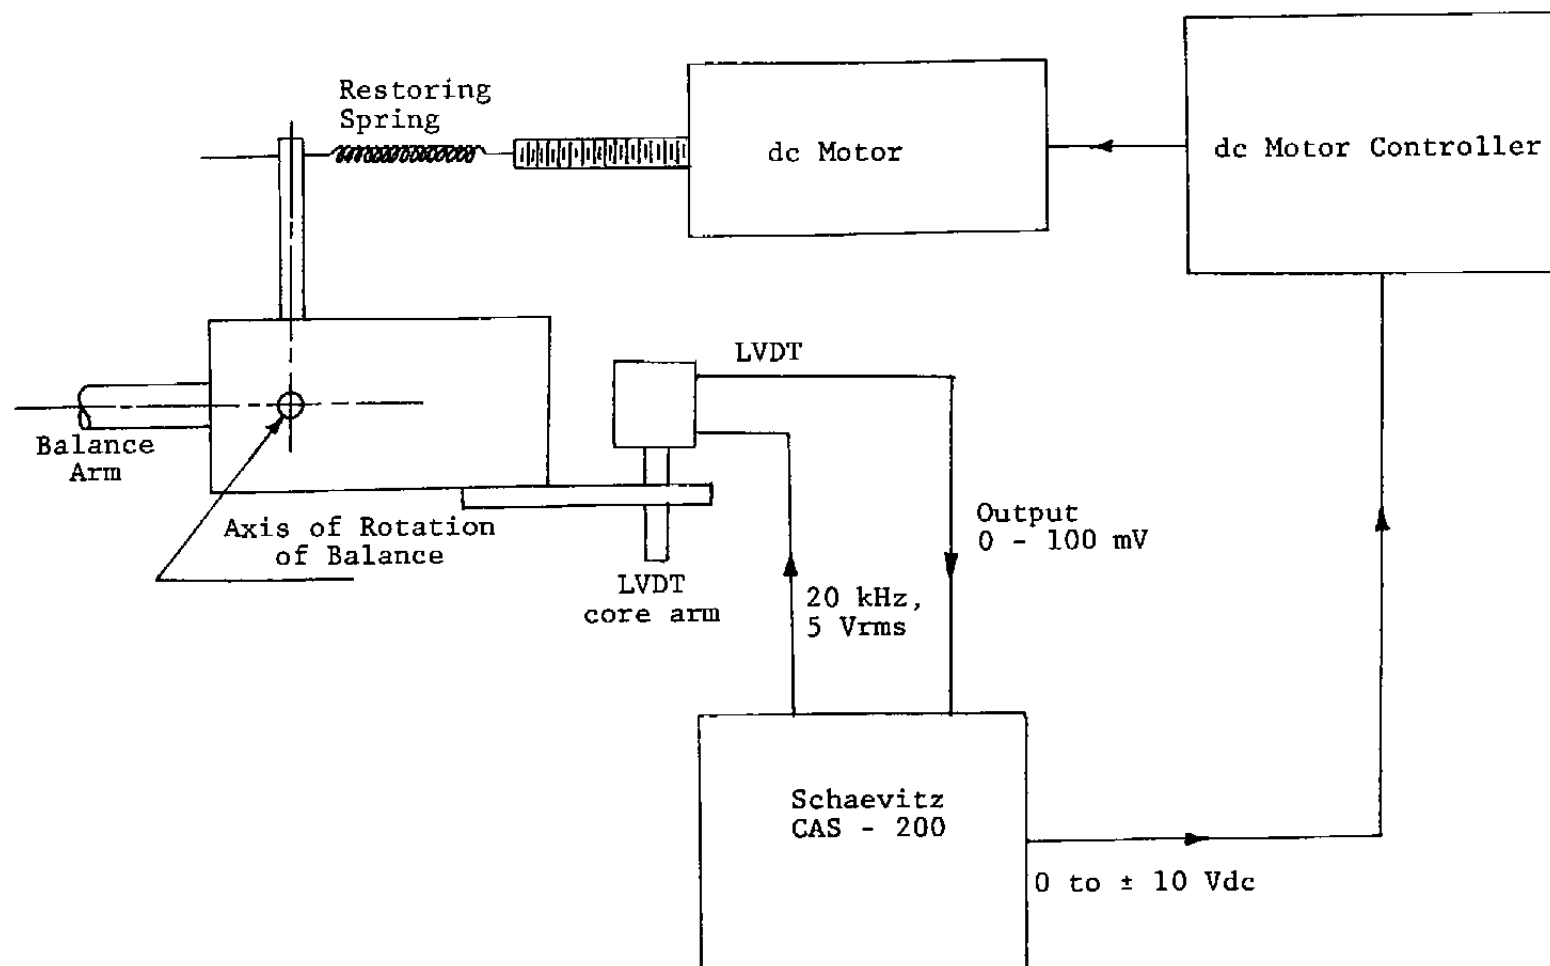 Restoring
Spring
dc Motor
dc Motor Controller
LVDT
Balance
Arm
Axis of Rotation
of Balance
LVDT
core arm
20 kHz,
5 Vrms
Output
0 - 100 mV
Schaevitz
CAS - 200
0 to ± 10 Vdc